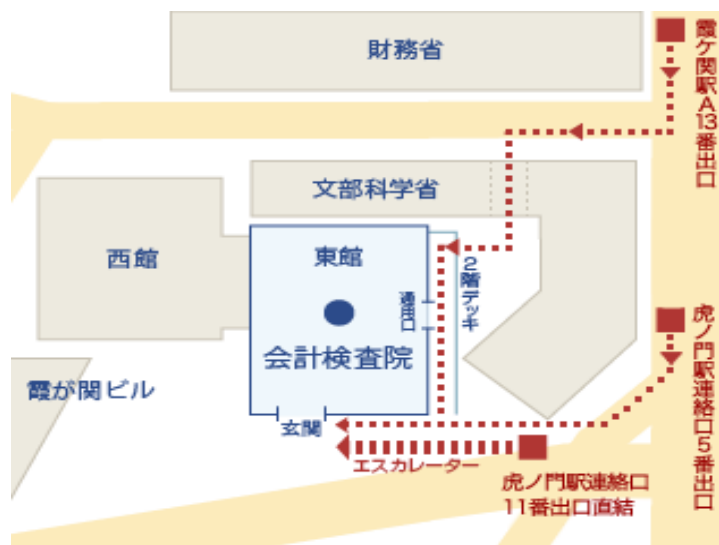 財務省
霞ケ関駅A13番出口
文部科学省
西館
東館
2階デッキ
通用口
会計検査院
虎ノ門駅連絡口5番出口
霞が関ビル
玄関
エスカレーター
虎ノ門駅連絡口
11番出口直結